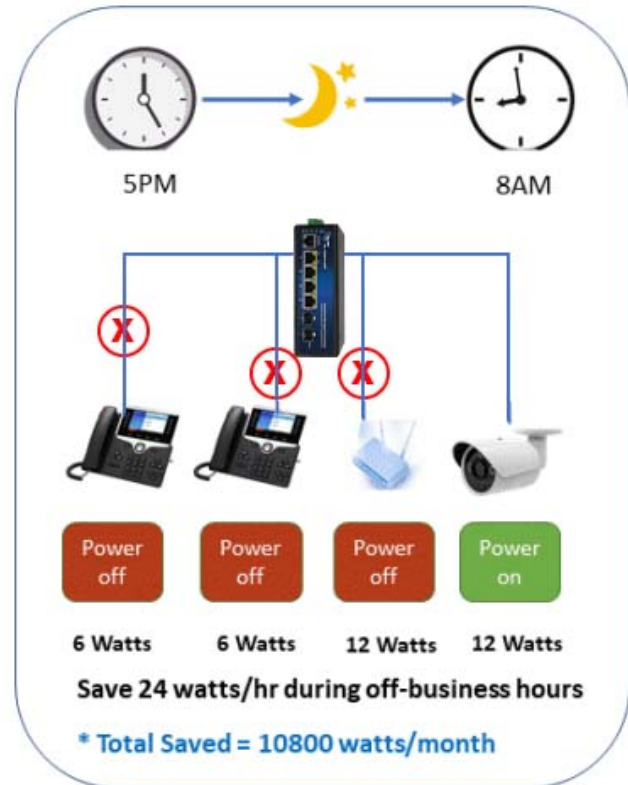 5PM
8AM
X
X
X
Power off
Power off
Power off
Power on
6 Watts
6 Watts
12 Watts
12 Watts
Save 24 watts/hr during off-business hours
* Total Saved = 10800 watts/month